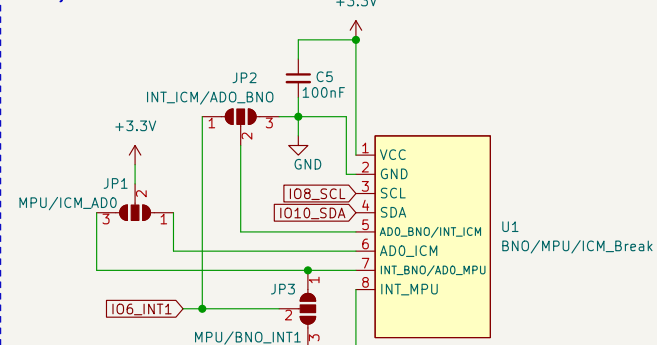 +3.3V
JP2
C5
INT_ICM/AD0_BNO
100nF
1
2
3
GND
+3.3V
JP1
MPU/ICM_AD0
2
3
1
1 VCC
2 GND
IO8_SCL 3 SCL
IO10_SDA 4 SDA
5 AD0_BNO/INT_ICM
6 AD0_ICM
7 INT_BNO/AD0_MPU
8 INT_MPU
U1
BNO/MPU/ICM_Break
JP3
1
IO6_INT1
2
MPU/BNO_INT1
3